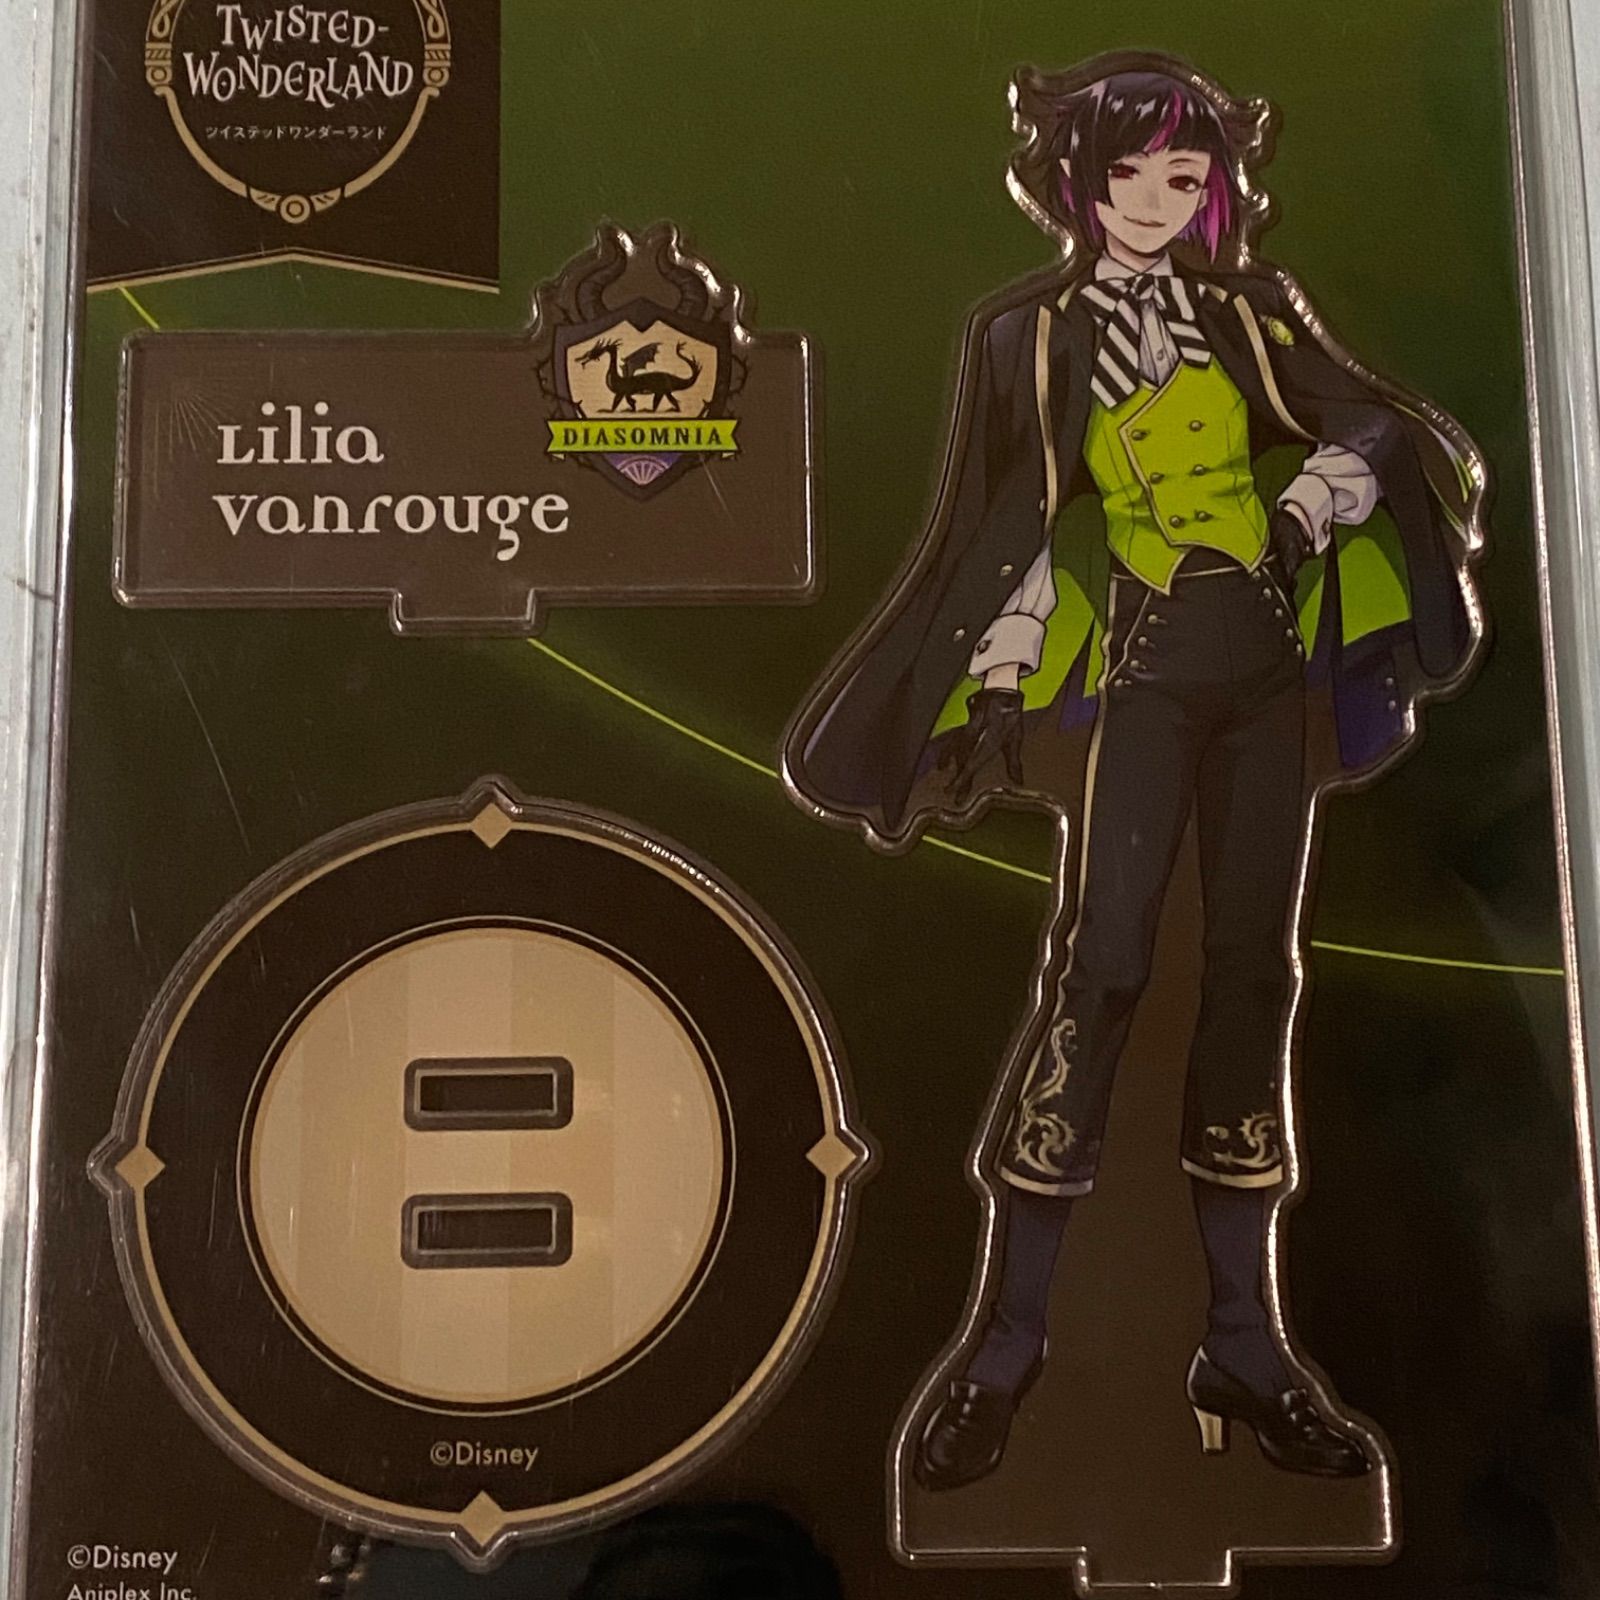 TWISTED-
WONDERLAND
ツイステッドワンダーランド
DIASOMNIA
Lilia
vanrouge
©Disney
©Disney
Aniplex Inc.